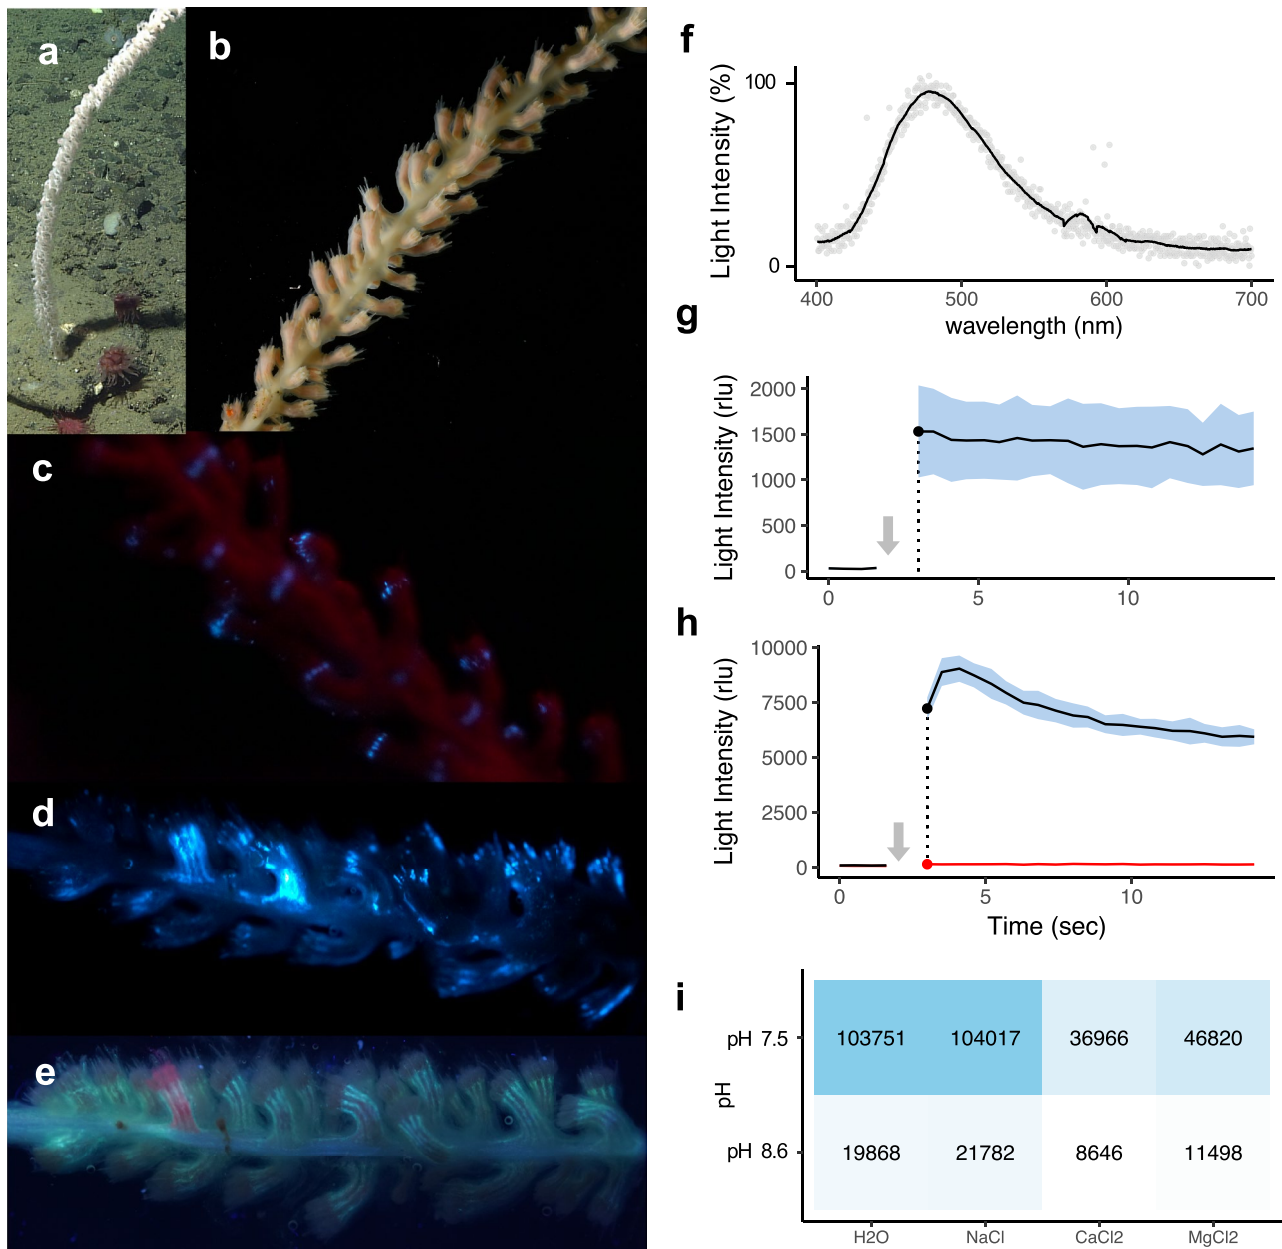 a
b
c
d
e
f
Light Intensity (%)
100
0
400 500 600 700
wavelength (nm)
g
Light Intensity (rlu)
2000
1500
1000
500
0
0 5 10
h
Light Intensity (rlu)
10000
7500
5000
2500
0
0 5 10
Time (sec)
i
pH
pH 7.5 103751 104017 36966 46820
pH 8.6 19868 21782 8646 11498
H2O NaCl CaCl2 MgCl2